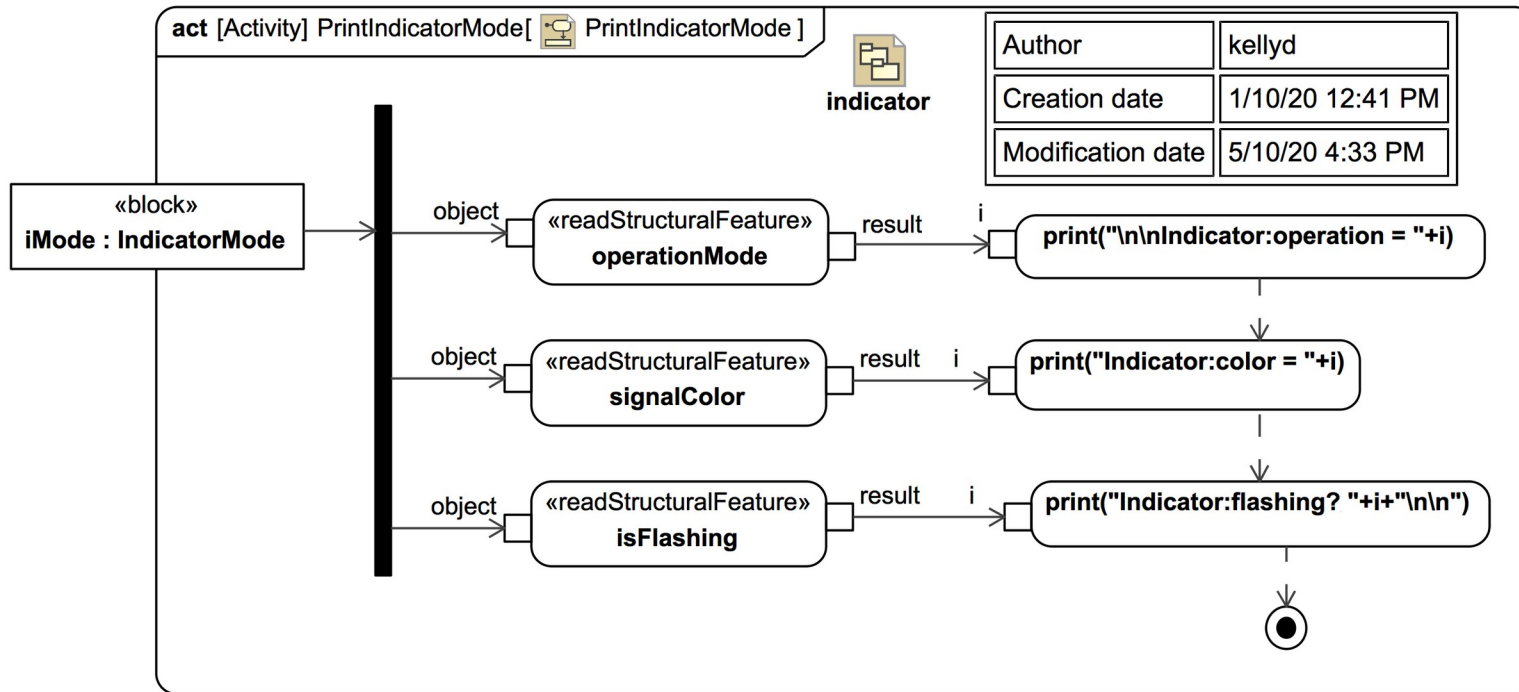 act [Activity] PrintIndicatorMode[ PrintIndicatorMode ]
indicator
Author kellyd
Creation date 1/10/20 12:41 PM
Modification date 5/10/20 4:33 PM
«block»
iMode : IndicatorMode
object
«readStructuralFeature»
operationMode
result
i
print("\n\nIndicator:operation = "+i)
object
«readStructuralFeature»
signalColor
result
i
print("Indicator:color = "+i)
object
«readStructuralFeature»
isFlashing
result
i
print("Indicator:flashing? "+i+"\n\n")